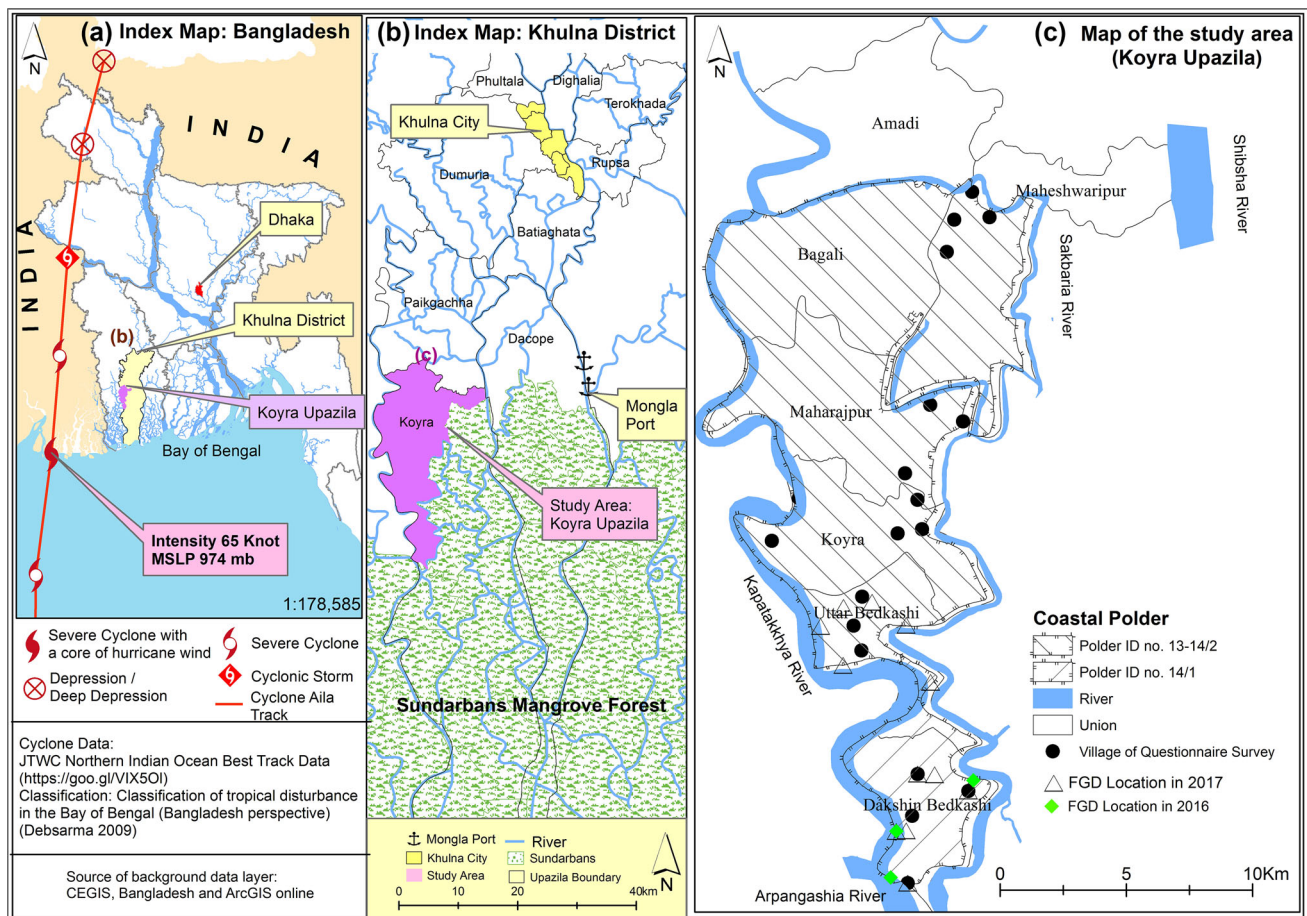 (a) Index Map: Bangladesh
N
INDIA
INDIA
Dhaka
Khulna District
(b)
Koyra Upazila
Bay of Bengal
Intensity 65 Knot
MSLP 974 mb
1:178,585
Severe Cyclone with
a core of hurricane wind
Severe Cyclone
Depression /
Deep Depression
Cyclonic Storm
Cyclone Aila
Track
Cyclone Data:
JTWC Northern Indian Ocean Best Track Data
(https://goo.gl/VIX5OI)
Classification: Classification of tropical disturbance
in the Bay of Bengal (Bangladesh perspective)
(Debsarma 2009)
Source of background data layer:
CEGIS, Bangladesh and ArcGIS online
(b) Index Map: Khulna District
N
Phultala
Dighalia
Terokhada
Khulna City
Rupsa
Dumuria
Batiaghata
Paikgachha
Dacope
(c)
Mongla
Port
Koyra
Study Area:
Koyra Upazila
Sundarbans Mangrove Forest
Mongla Port
River
Khulna City
Sundarbans
Study Area
Upazila Boundary
N
0 20 40km
(c) Map of the study area
(Koyra Upazila)
N
Amadi
Shibsha River
Maheshwaripur
Bagali
Sakbaria River
Maharajpur
Koyra
Kapatakkhya River
Uttar Bedkashi
Dakshin Bedkashi
Arpangashia River
Coastal Polder
Polder ID no. 13-14/2
Polder ID no. 14/1
River
Union
Village of Questionnaire Survey
FGD Location in 2017
FGD Location in 2016
0 5 10Km